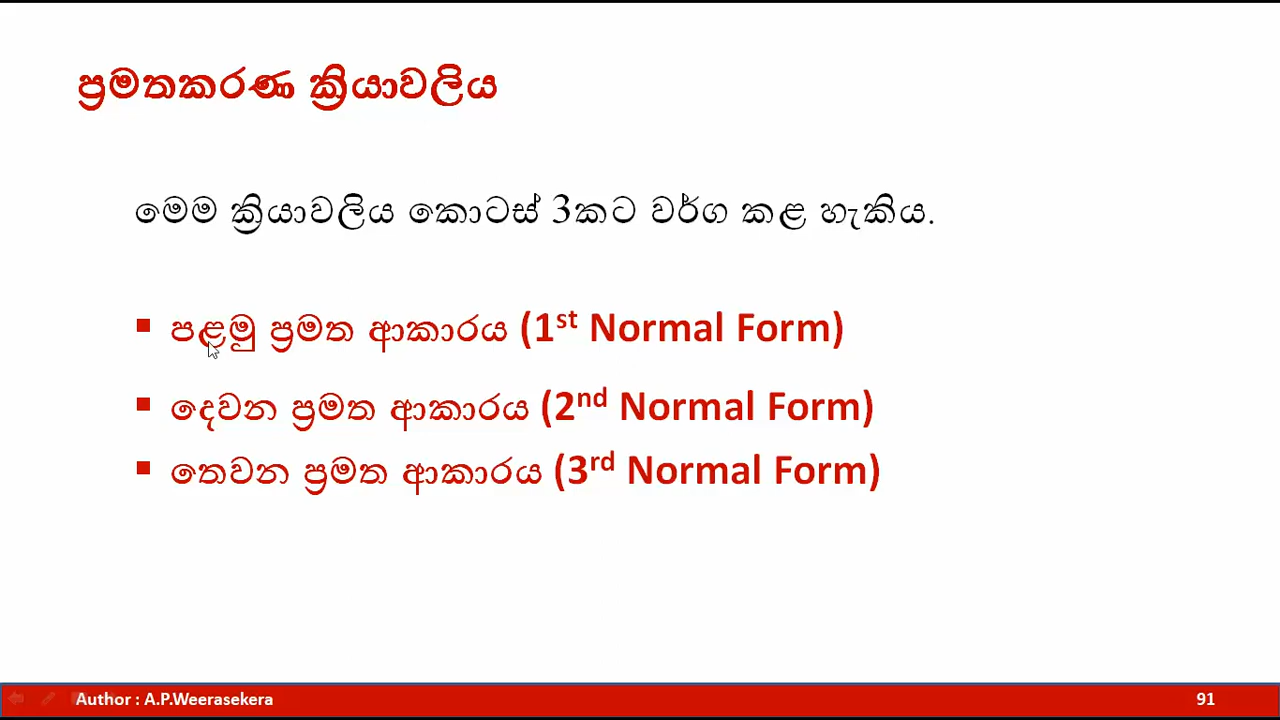 ප්‍රමතකරණ ක්‍රියාවලිය
මෙම ක්‍රියාවලිය කොටස් 3කට වර්ග කළ හැකිය.
▪ පළමු ප්‍රමත ආකාරය (1st Normal Form)
▪ දෙවන ප්‍රමත ආකාරය (2nd Normal Form)
▪ තෙවන ප්‍රමත ආකාරය (3rd Normal Form)
Author : A.P.Weerasekera 91